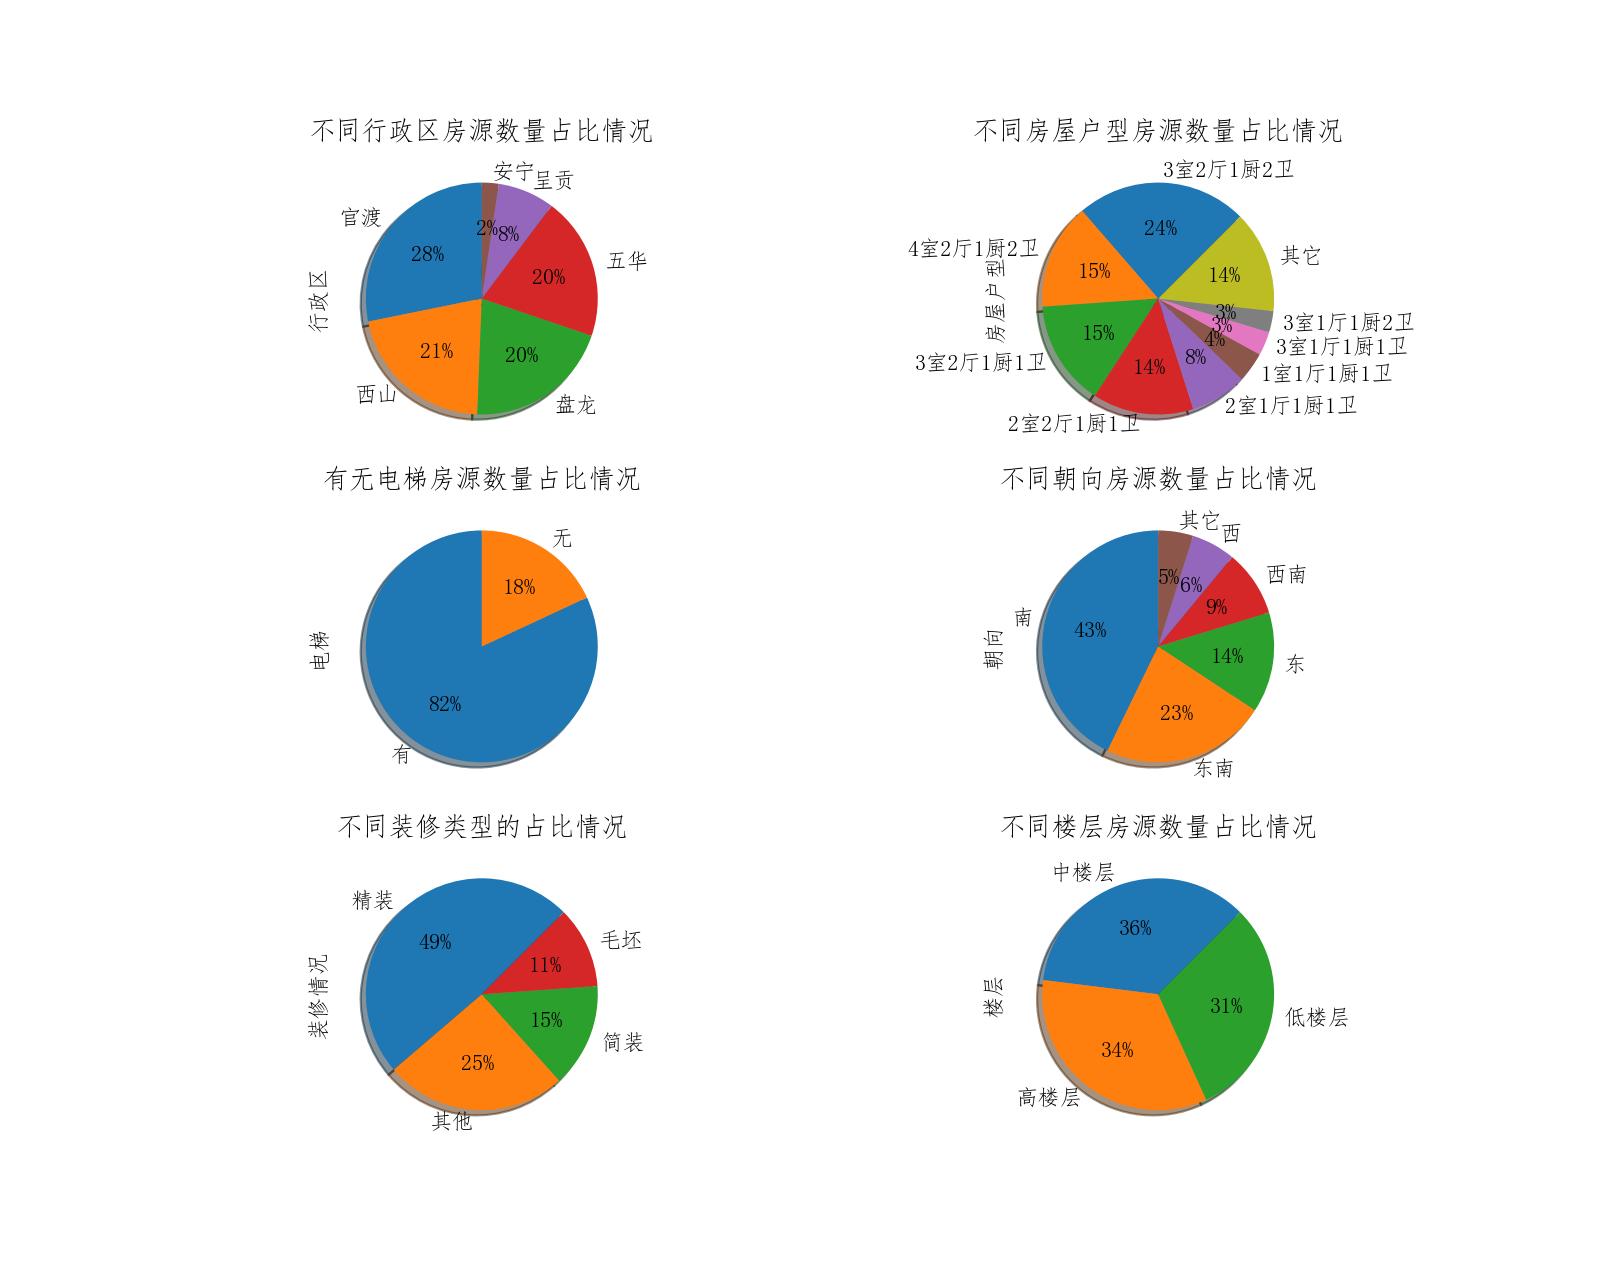 不同行政区房源数量占比情况
安宁
呈贡
官渡
2%
8%
28%
五华
20%
行政区
21%
20%
西山
盘龙
不同房屋户型房源数量占比情况
3室2厅1厨2卫
24%
4室2厅1厨2卫
其它
15%
14%
房屋户型
3%
3室1厅1厨2卫
3%
15%
4%
3室1厅1厨1卫
3室2厅1厨1卫
8%
14%
1室1厅1厨1卫
2室1厅1厨1卫
2室2厅1厨1卫
有无电梯房源数量占比情况
无
18%
电梯
82%
有
不同朝向房源数量占比情况
其它
西
西南
5%
6%
9%
南
43%
朝向
14%
东
23%
东南
不同装修类型的占比情况
精装
49%
毛坯
11%
装修情况
15%
简装
25%
其他
不同楼层房源数量占比情况
中楼层
36%
楼层
31%
低楼层
34%
高楼层